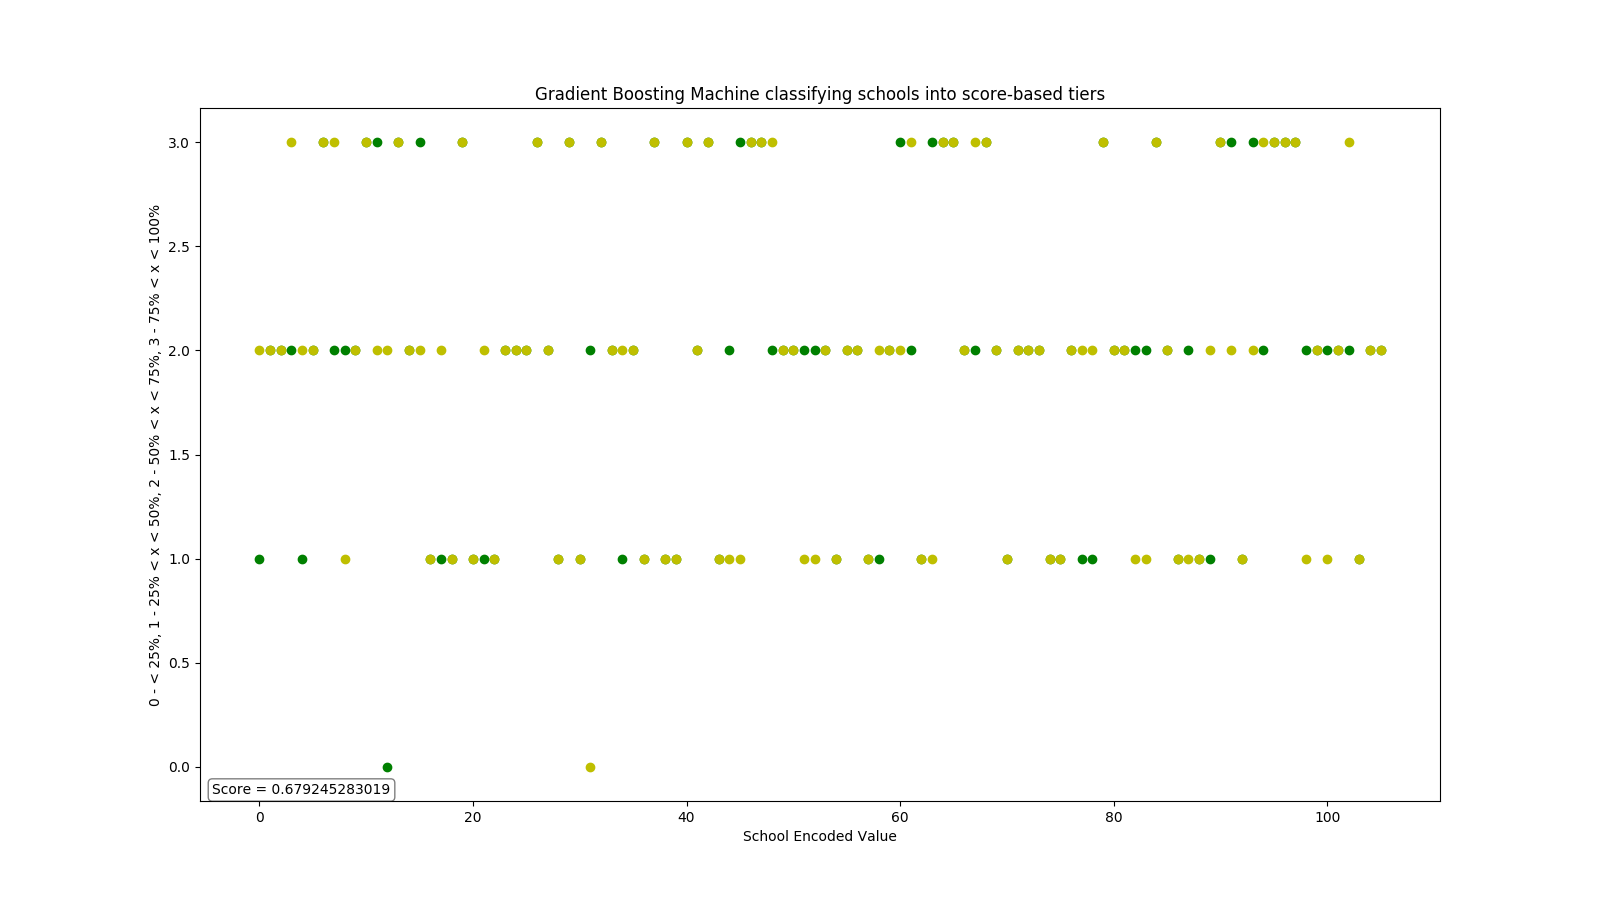 Gradient Boosting Machine classifying schools into score-based tiers
3.0
2.5
2.0
1.5
1.0
0.5
0.0
0 - < 25%, 1 - 25% < x < 50%, 2 - 50% < x < 75%, 3 - 75% < x < 100%
Score = 0.679245283019
0 20 40 60 80 100
School Encoded Value